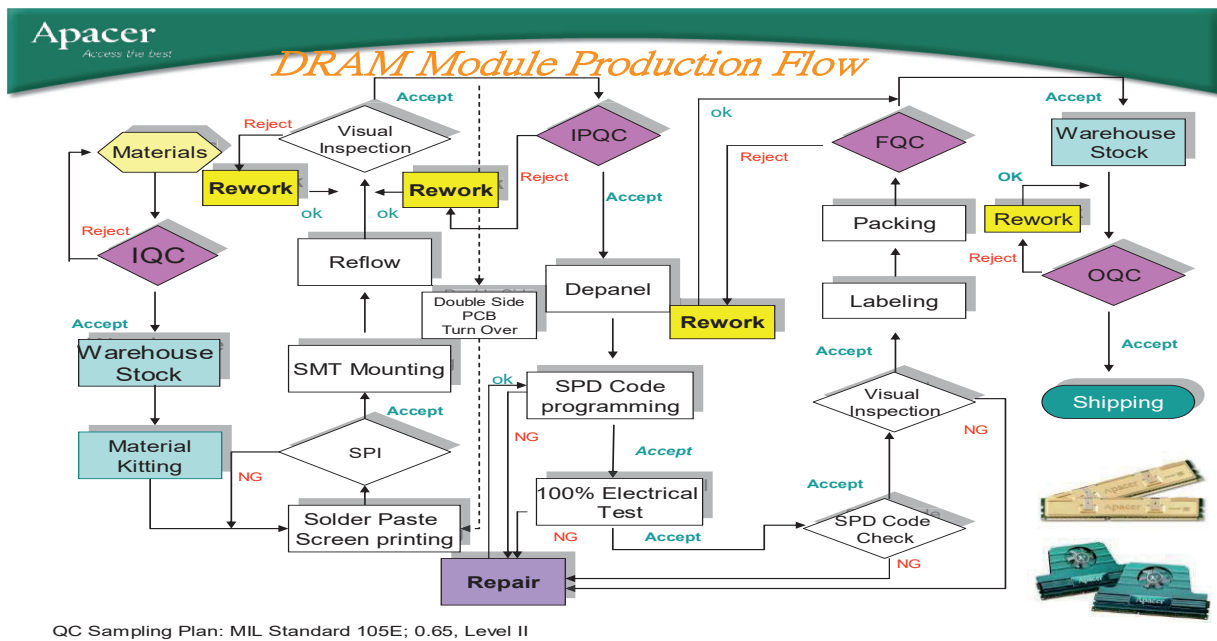 Apacer
Access the best
DRAM Module Production Flow
Materials
Reject
IQC
Accept
Warehouse
Stock
Material
Kitting
Reject
Visual
Inspection
Accept
Rework
ok
Rework
ok
Reject
IPQC
Accept
Reflow
Double Side
PCB
Turn Over
SMT Mounting
Accept
SPI
NG
Solder Paste
Screen printing
Depanel
ok
SPD Code
programming
NG
Accept
100% Electrical
Test
NG
Accept
Repair
SPD Code
Check
NG
Accept
Visual
Inspection
NG
Accept
Labeling
Packing
FQC
Reject
ok
Rework
Accept
Warehouse
Stock
OK
Rework
Reject
OQC
Accept
Shipping
Apacer
Apacer
QC Sampling Plan: MIL Standard 105E; 0.65, Level II